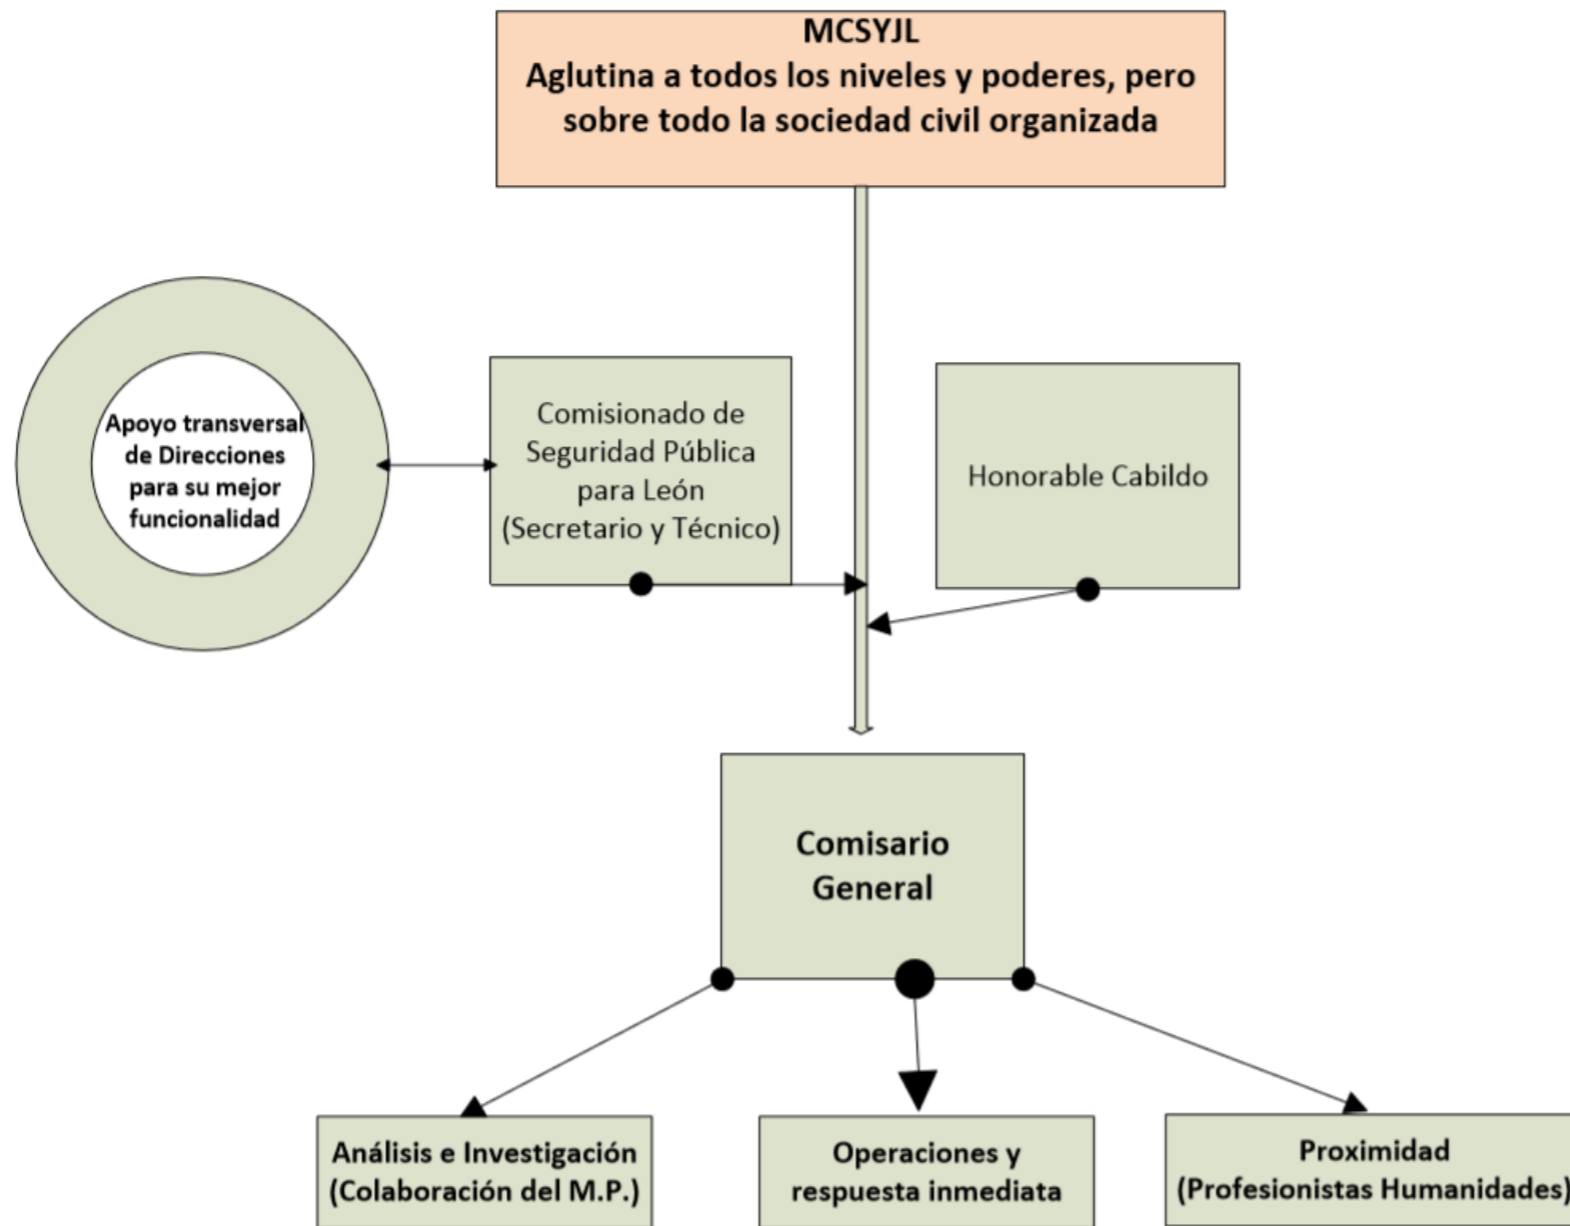 MCSYJL
Aglutina a todos los niveles y poderes, pero
sobre todo la sociedad civil organizada
Apoyo transversal
de Direcciones
para su mejor
funcionalidad
Comisionado de
Seguridad Pública
para León
(Secretario y Técnico)
Honorable Cabildo
Comisario
General
Análisis e Investigación
(Colaboración del M.P.)
Operaciones y
respuesta inmediata
Proximidad
(Profesionistas Humanidades)